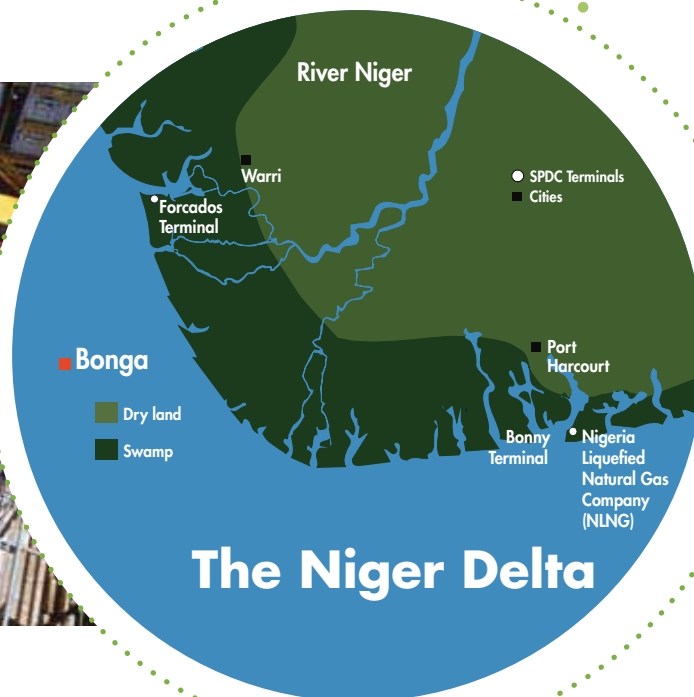 River Niger
Warri
SPDC Terminals
Cities
Forcados
Terminal
Bonga
Port
Harcourt
Dry land
Swamp
Bonny
Terminal
Nigeria
Liquefied
Natural Gas
Company
(NLNG)
The Niger Delta